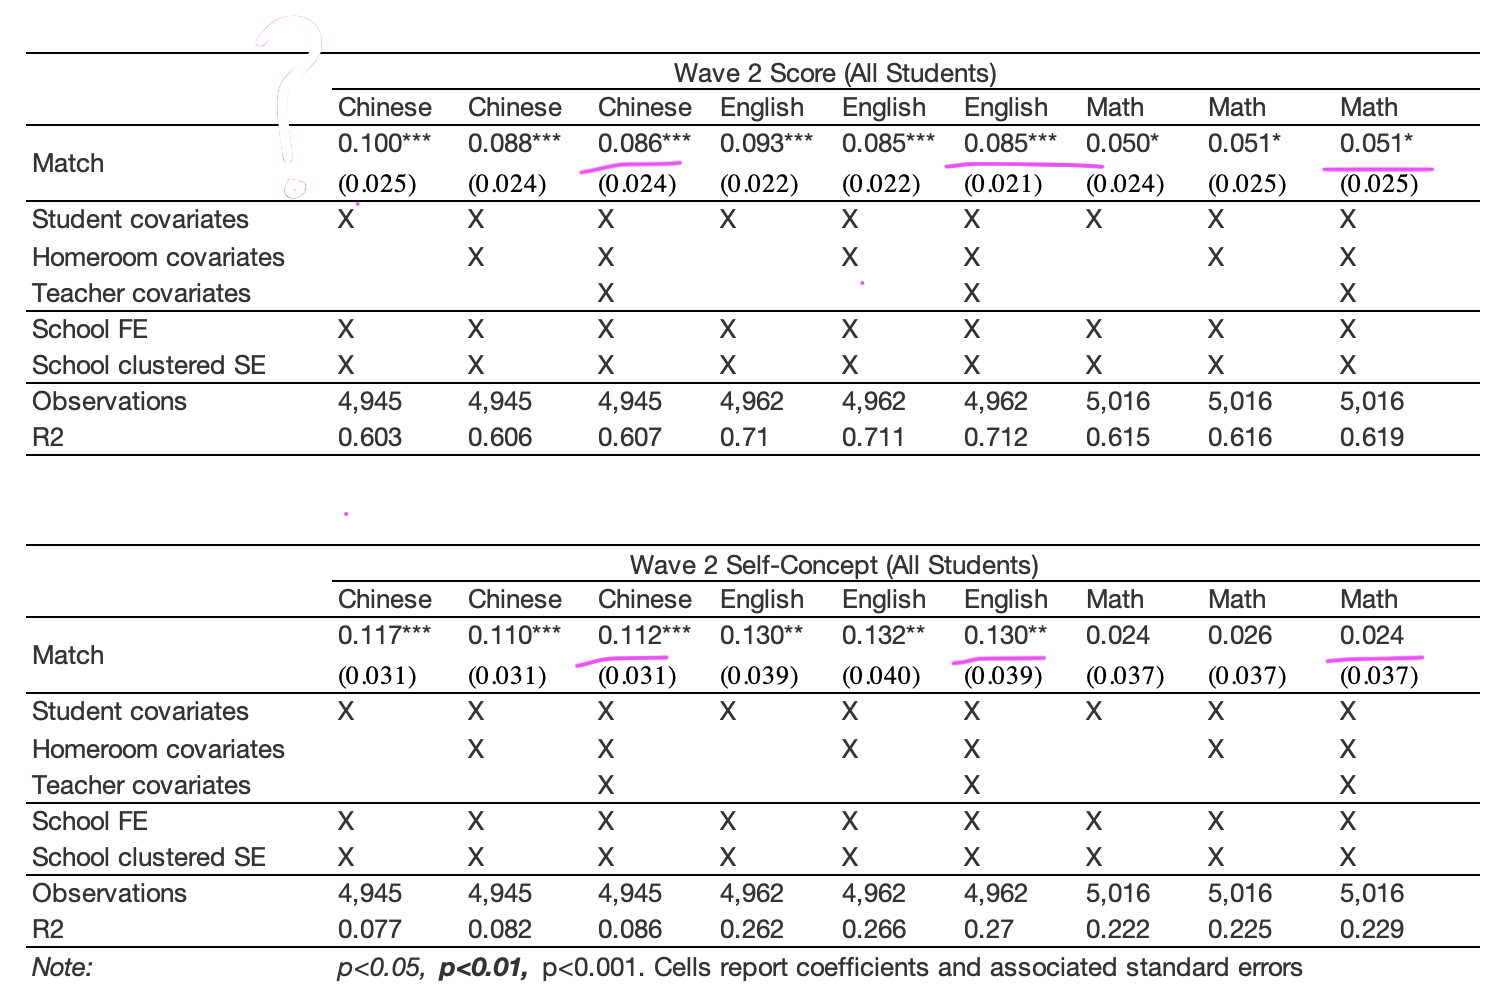 Wave 2 Score (All Students)
Chinese Chinese Chinese English English English Math Math Math
Match 0.100*** 0.088*** 0.086*** 0.093*** 0.085*** 0.085*** 0.050* 0.051* 0.051*
(0.025) (0.024) (0.024) (0.022) (0.022) (0.021) (0.024) (0.025) (0.025)
Student covariates X X X X X X X X X
Homeroom covariates X X X X X X
Teacher covariates X X X
School FE X X X X X X X X X
School clustered SE X X X X X X X X X
Observations 4,945 4,945 4,945 4,962 4,962 4,962 5,016 5,016 5,016
R2 0.603 0.606 0.607 0.71 0.711 0.712 0.615 0.616 0.619
?
Wave 2 Self-Concept (All Students)
Chinese Chinese Chinese English English English Math Math Math
Match 0.117*** 0.110*** 0.112*** 0.130** 0.132** 0.130** 0.024 0.026 0.024
(0.031) (0.031) (0.031) (0.039) (0.040) (0.039) (0.037) (0.037) (0.037)
Student covariates X X X X X X X X X
Homeroom covariates X X X X X X
Teacher covariates X X X
School FE X X X X X X X X X
School clustered SE X X X X X X X X X
Observations 4,945 4,945 4,945 4,962 4,962 4,962 5,016 5,016 5,016
R2 0.077 0.082 0.086 0.262 0.266 0.27 0.222 0.225 0.229
Note: p<0.05, p<0.01, p<0.001. Cells report coefficients and associated standard errors